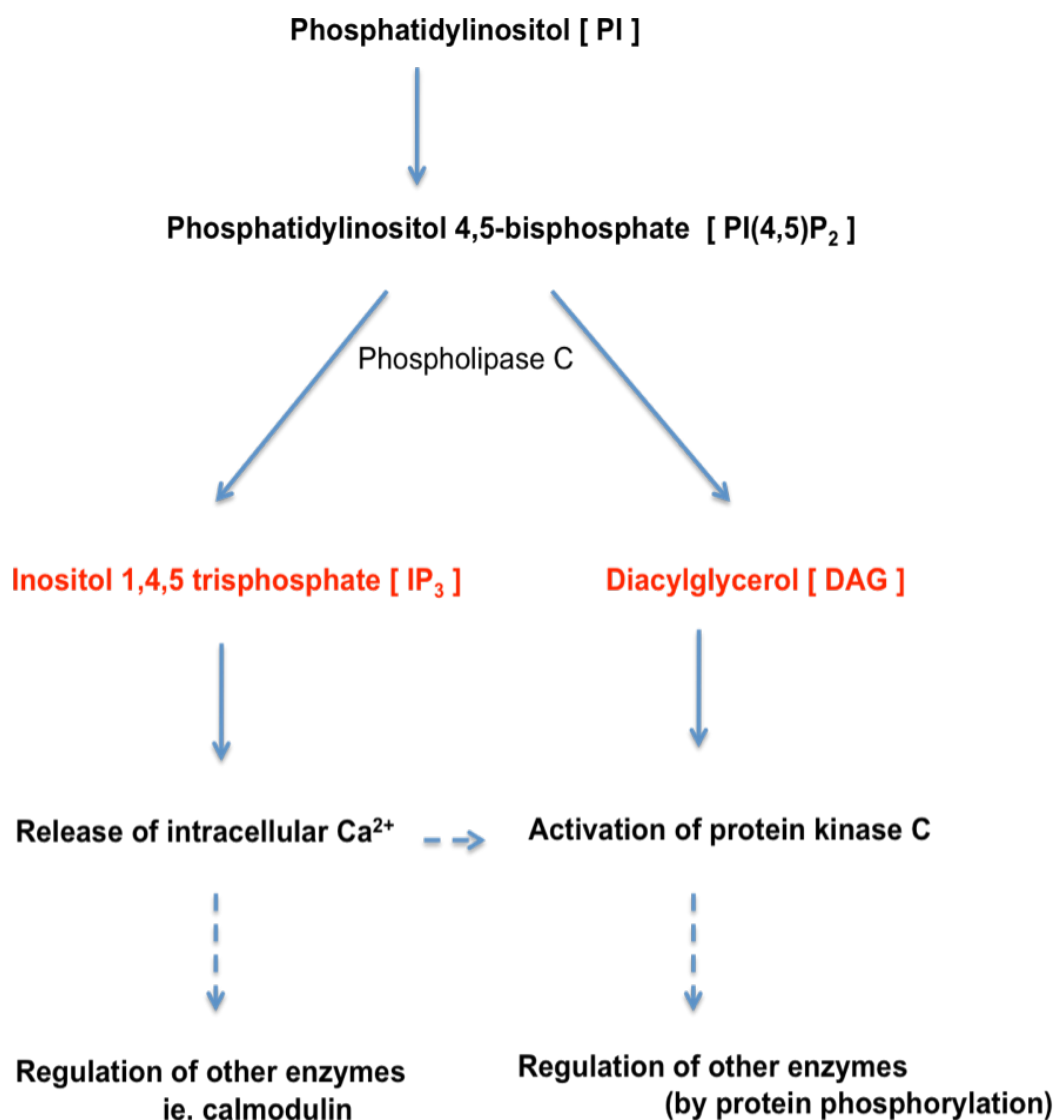 Phosphatidylinositol [ PI ]
Phosphatidylinositol 4,5-bisphosphate [ PI(4,5)P₂ ]
Phospholipase C
Inositol 1,4,5 trisphosphate [ IP₃ ]
Diacylglycerol [ DAG ]
Release of intracellular Ca²⁺
Activation of protein kinase C
Regulation of other enzymes
ie. calmodulin
Regulation of other enzymes
(by protein phosphorylation)